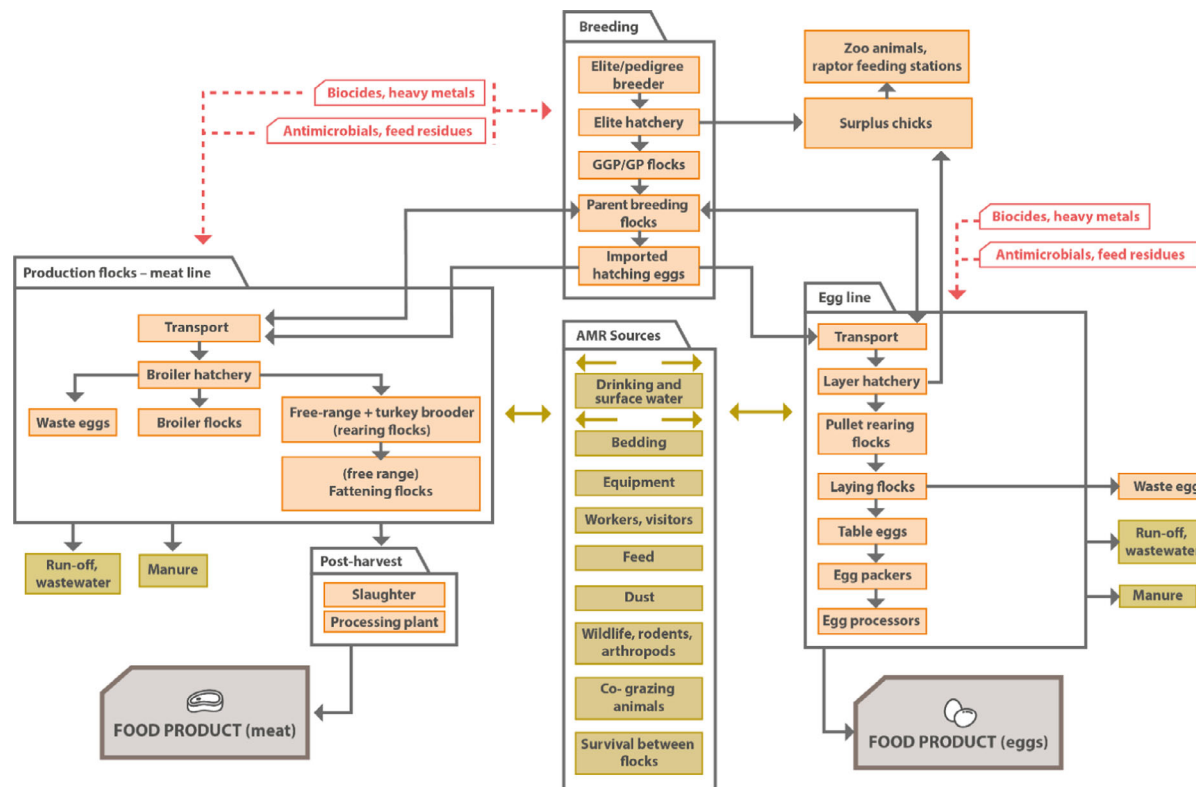 Breeding
Elite/pedigree
breeder
Elite hatchery
GGP/GP flocks
Parent breeding
flocks
Imported
hatching eggs
Zoo animals,
raptor feeding stations
Surplus chicks
Biocides, heavy metals
Antimicrobials, feed residues
Biocides, heavy metals
Antimicrobials, feed residues
Production flocks – meat line
Transport
Broiler hatchery
Waste eggs
Broiler flocks
Free-range + turkey brooder
(rearing flocks)
(free range)
Fattening flocks
Run-off,
wastewater
Manure
Post-harvest
Slaughter
Processing plant
FOOD PRODUCT (meat)
AMR Sources
Drinking and
surface water
Bedding
Equipment
Workers, visitors
Feed
Dust
Wildlife, rodents,
arthropods
Co- grazing
animals
Survival between
flocks
Egg line
Transport
Layer hatchery
Pullet rearing
flocks
Laying flocks
Table eggs
Egg packers
Egg processors
Waste egg
Run-off,
wastewater
Manure
FOOD PRODUCT (eggs)